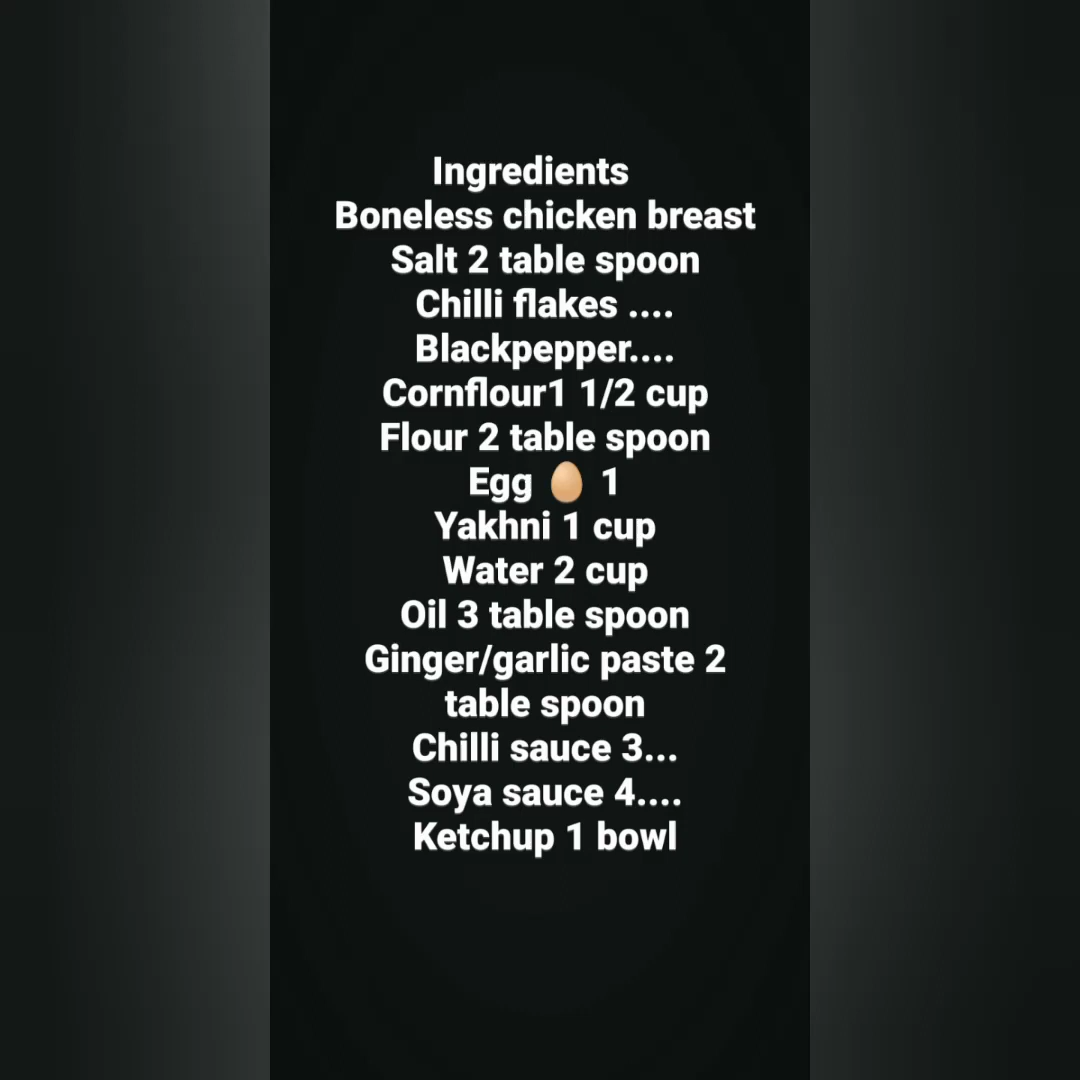 Ingredients
Boneless chicken breast
Salt 2 table spoon
Chilli flakes ....
Blackpepper....
Cornflour1 1/2 cup
Flour 2 table spoon
Egg 🥚 1
Yakhni 1 cup
Water 2 cup
Oil 3 table spoon
Ginger/garlic paste 2
table spoon
Chilli sauce 3...
Soya sauce 4....
Ketchup 1 bowl